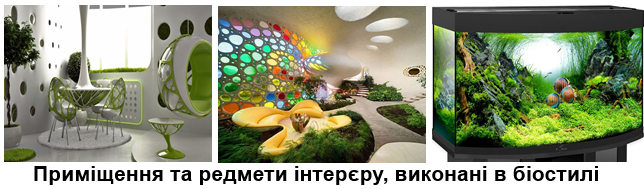 Приміщення та редмети інтерєру, виконані в біостилі